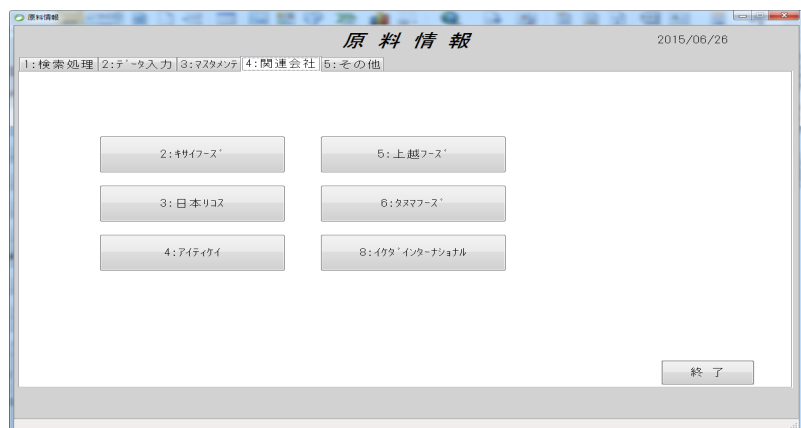 原料情報
原料情報
2015/06/26
1:検索処理 2:ﾃﾞｰﾀ入力 3:ﾏｽﾀﾒﾝﾃ 4:関連会社 5:その他
2:ｷｻｲﾌｰｽﾞ 5:上越ﾌｰｽﾞ
3:日本ﾘｺｽ 6:ﾀﾇﾏﾌｰｽﾞ
4:ｱｲﾃｨｹｲ 8:ｲｹﾀﾞｲﾝﾀｰﾅｼｮﾅﾙ
終了